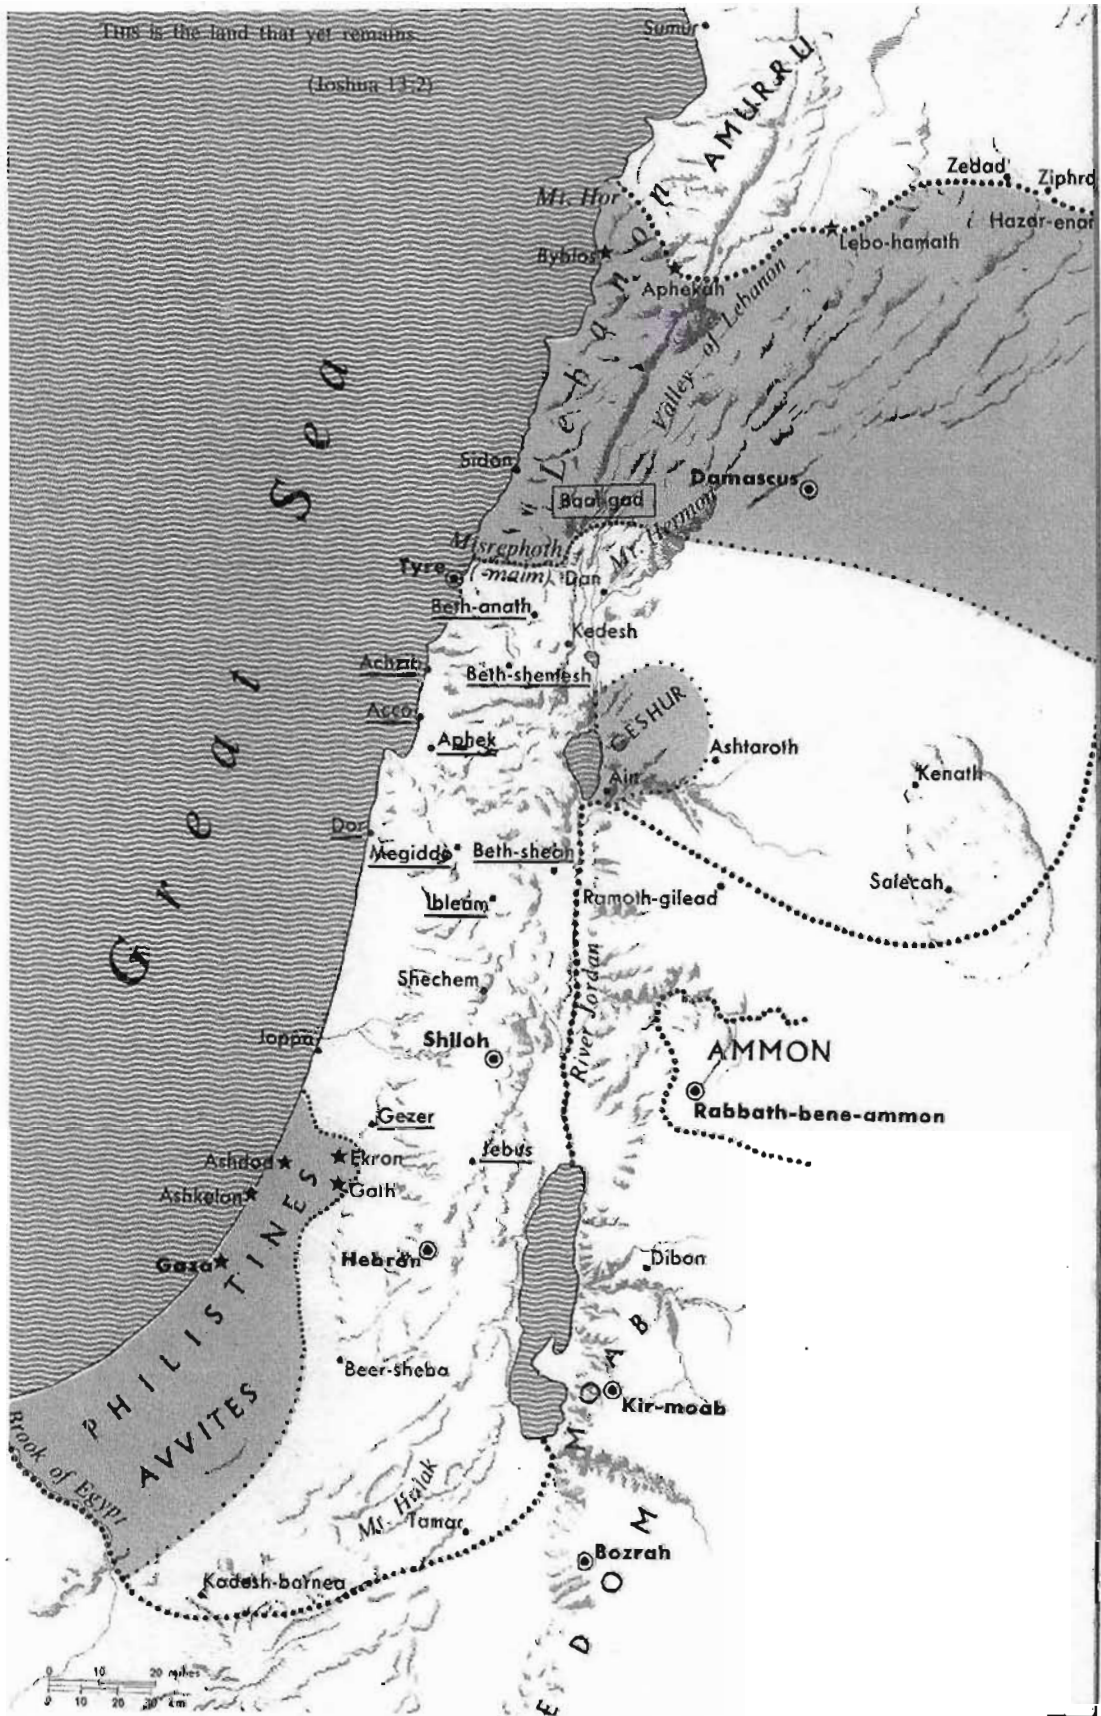 This is the land that yet remains.
(Joshua 13:2)
Sumur
AMURRU
Zedad
Ziphr
Mt. Hor
Hazar-enan
Lebo-hamath
Byblos
Aphekah
Lebanon
Valley of Lebanon
Great Sea
Sidon
Damascus
Baal-gad
Mt. Hermon
Misrephoth
(-maim)
Tyre
Dan
Beth-anath
Kedesh
Achzib
Beth-shemesh
GESHUR
Acco
Aphek
Ashtaroth
Ain
Kenath
Dor
Megiddo
Beth-shean
Ibleam
Ramoth-gilead
Salecah
River Jordan
Shechem
Joppa
Shiloh
AMMON
Rabbath-bene-ammon
Gezer
Jebus
Ashdod
Ekron
Ashkelon
Gath
Gaza
Hebron
Dibon
PHILISTINES
AVVITES
Beer-sheba
MOAB
Kir-moab
Brook of Egypt
Mt. Halak
Tamar
Bozrah
EDOM
Kadesh-barnea
0 10 20 miles
0 10 20 30 km